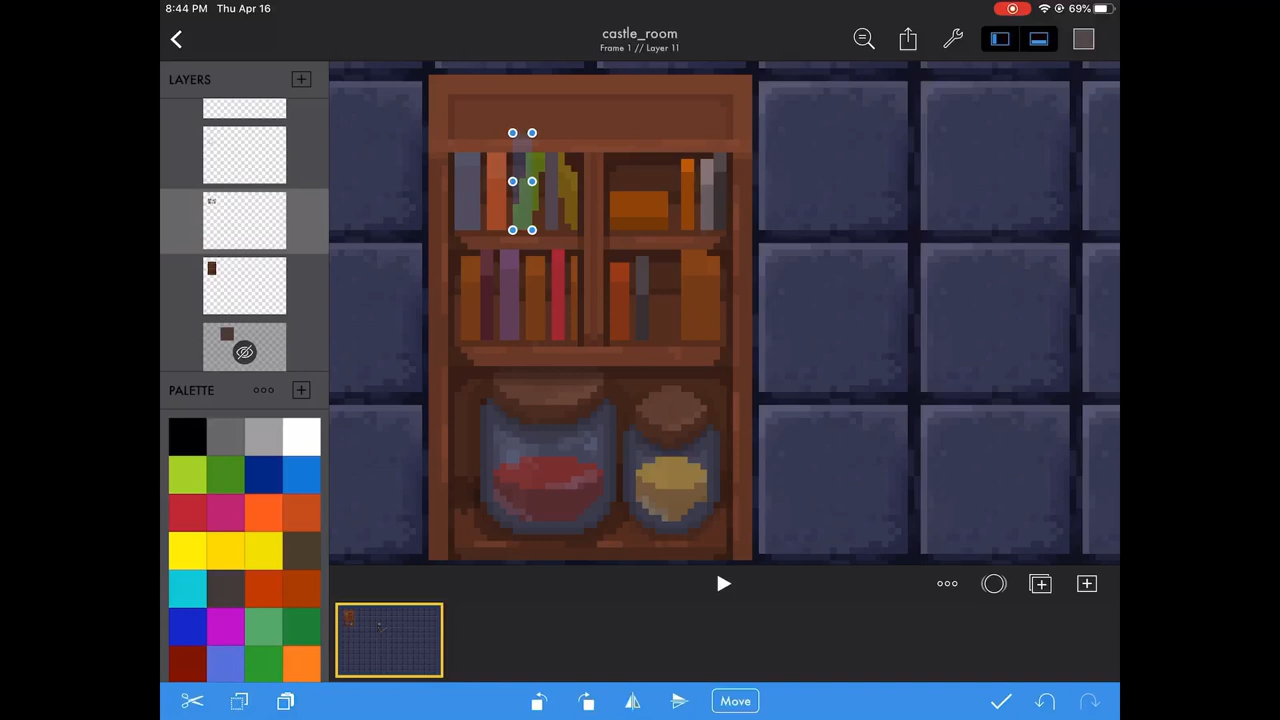 8:44 PM Thu Apr 16
69%
castle_room
Frame 1 // Layer 11
LAYERS
PALETTE
Move